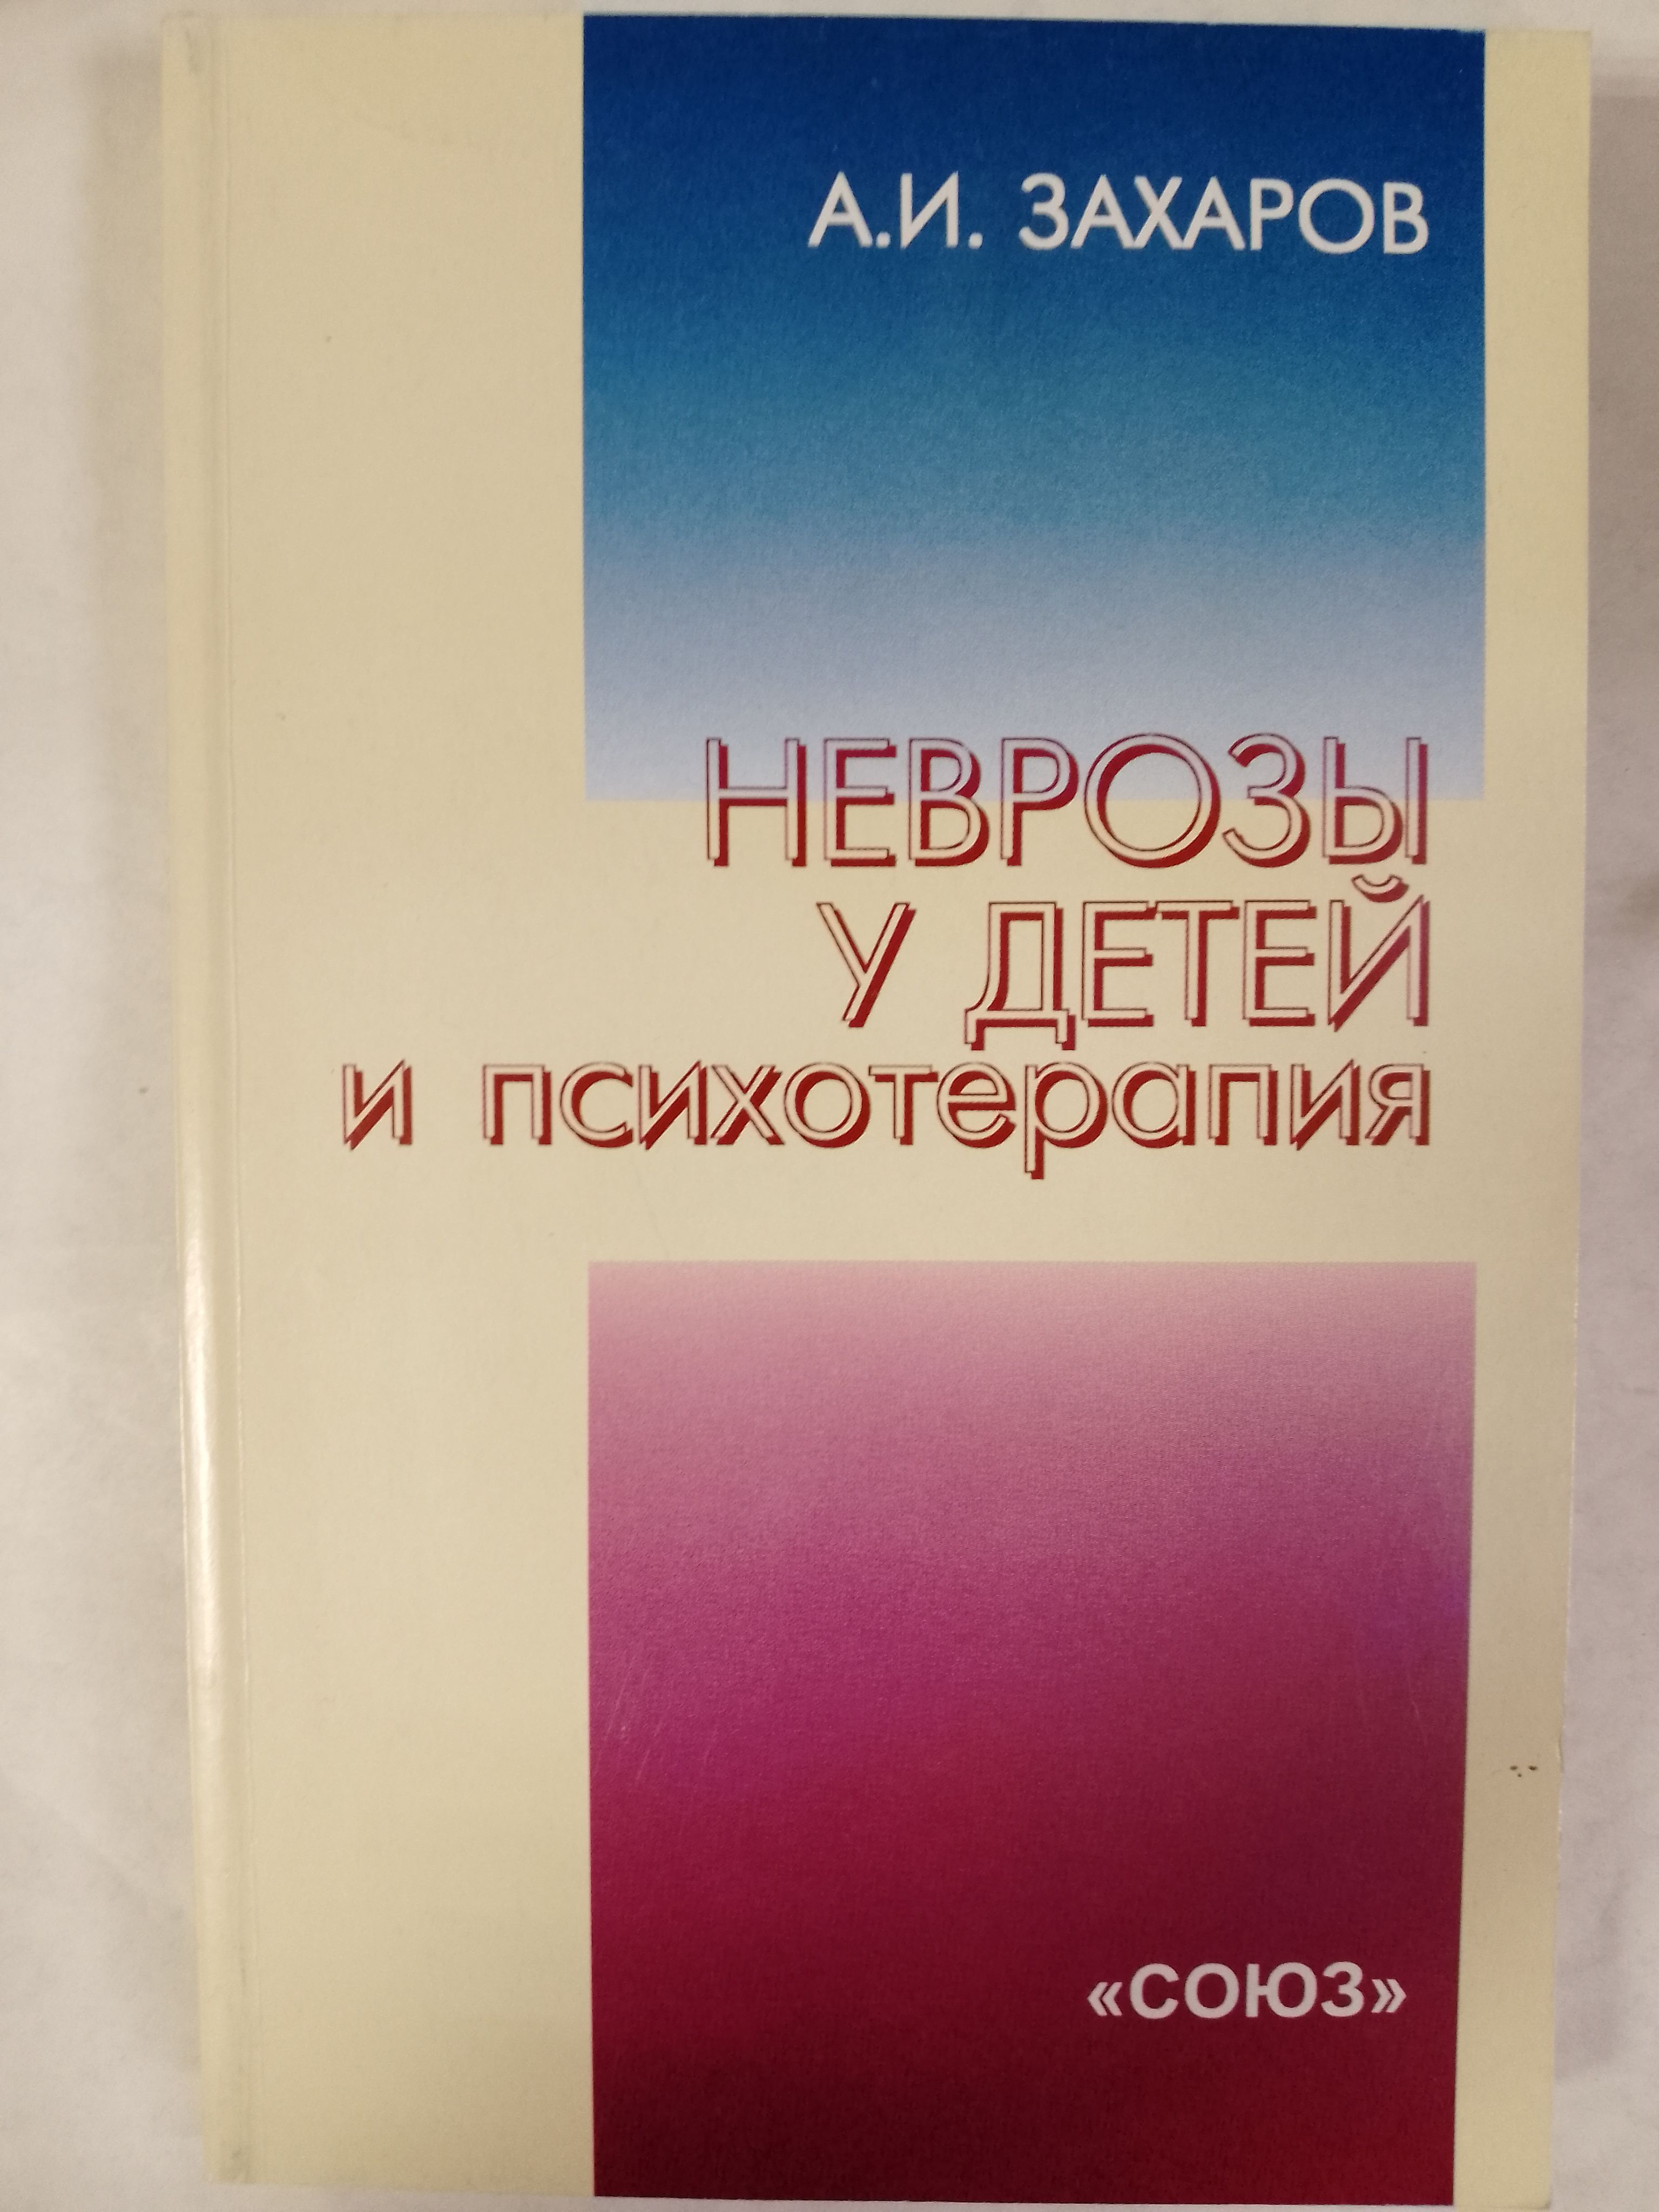 А.И. ЗАХАРОВ
НЕВРОЗЫ
У ДЕТЕЙ
и психотерапия
«СОЮЗ»